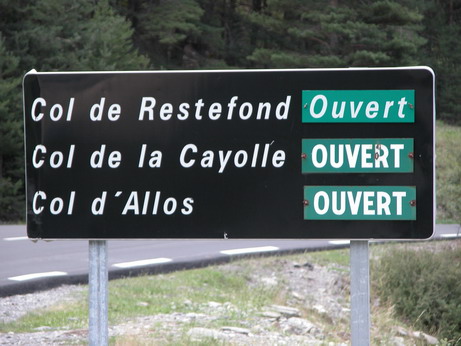 Col de Restefond Ouvert
Col de la Cayolle OUVERT
Col d´Allos OUVERT